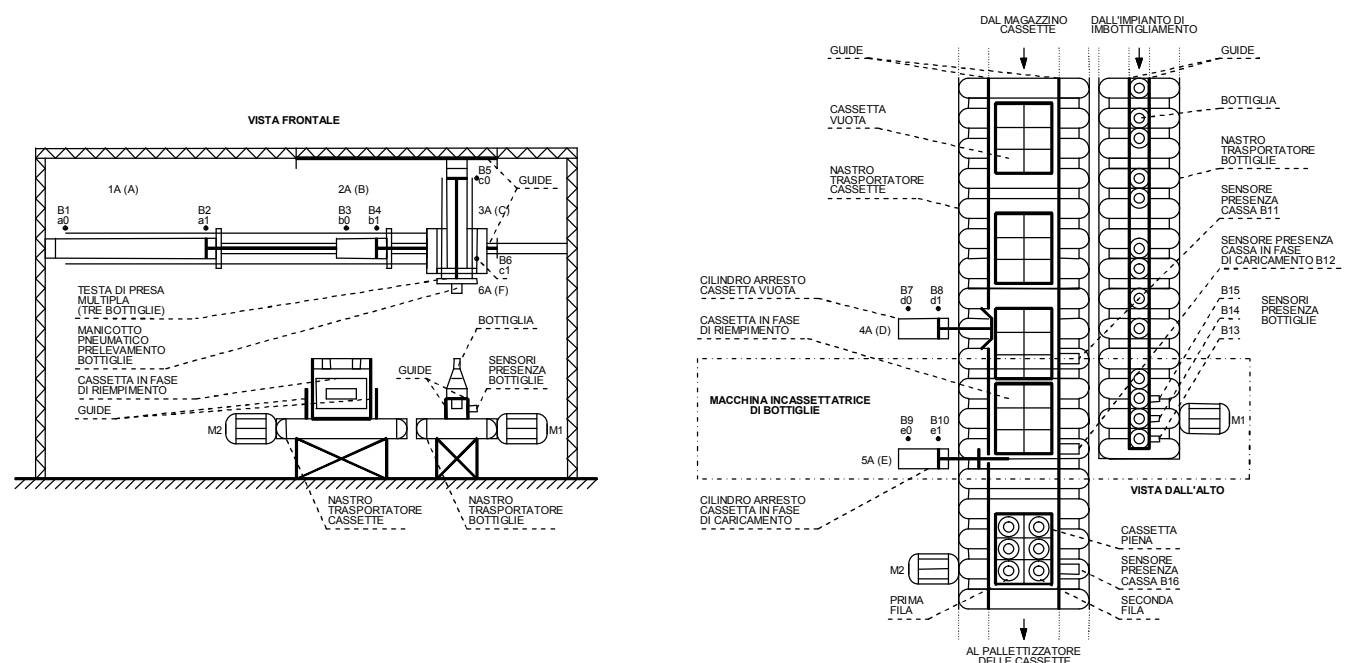 VISTA FRONTALE
1A (A)
2A (B)
B5
c0
GUIDE
B1
a0
B2
a1
B3
b0
B4
b1
3A (C)
B6
c1
TESTA DI PRESA
MULTIPLA
(TRE BOTTIGLIE)
6A (F)
MANICOTTO
PNEUMATICO
PRELEVAMENTO
BOTTIGLIE
BOTTIGLIA
CASSETTA IN FASE
DI RIEMPIMENTO
GUIDE
SENSORI
PRESENZA
BOTTIGLIE
GUIDE
M2
M1
NASTRO
TRASPORTATORE
CASSETTE
NASTRO
TRASPORTATORE
BOTTIGLIE
DAL MAGAZZINO
CASSETTE
DALL'IMPIANTO DI
IMBOTTIGLIAMENTO
GUIDE
GUIDE
CASSETTA
VUOTA
BOTTIGLIA
NASTRO
TRASPORTATORE
CASSETTE
NASTRO
TRASPORTATORE
BOTTIGLIE
SENSORE
PRESENZA
CASSA B11
SENSORE PRESENZA
CASSA IN FASE
DI CARICAMENTO B12
CILINDRO ARRESTO
CASSETTA VUOTA
B7
d0
B8
d1
4A (D)
B15
B14
B13
SENSORI
PRESENZA
BOTTIGLIE
CASSETTA IN FASE
DI RIEMPIMENTO
MACCHINA INCASSETTATRICE
DI BOTTIGLIE
B9
e0
B10
e1
5A (E)
M1
VISTA DALL'ALTO
CILINDRO ARRESTO
CASSETTA IN FASE
DI CARICAMENTO
CASSETTA
PIENA
M2
SENSORE
PRESENZA
CASSA B16
PRIMA
FILA
SECONDA
FILA
AL PALLETTIZZATORE
DELLE CASSETTE